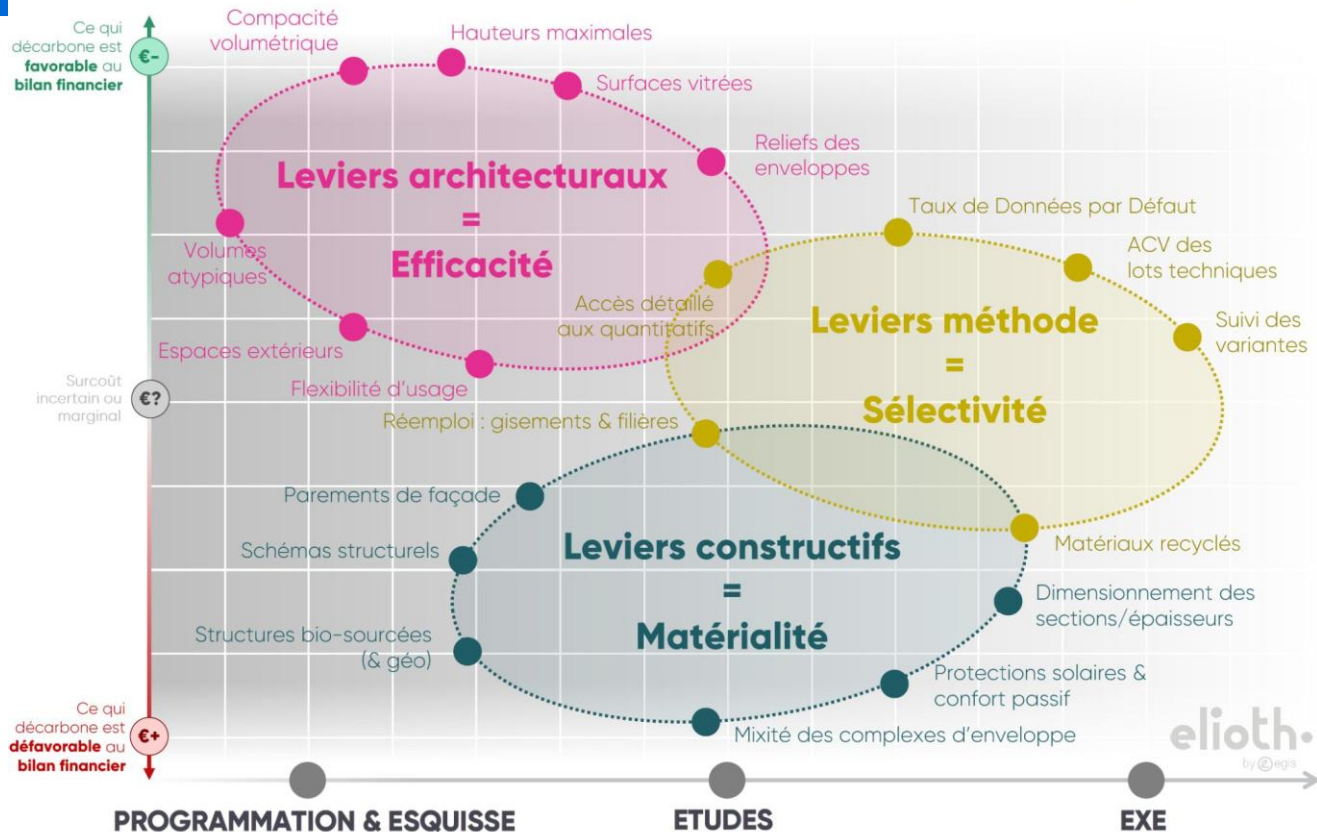 Ce qui
décarbone est
favorable au
bilan financier
€-
Compacité
volumétrique
Hauteurs maximales
Surfaces vitrées
Reliefs des
enveloppes
Leviers architecturaux
=
Efficacité
Volumes
atypiques
Espaces extérieurs
Flexibilité d'usage
Taux de Données par Défaut
ACV des
lots techniques
Accès détaillé
aux quantitatifs
Leviers méthode
=
Sélectivité
Suivi des
variantes
Surcoût
incertain ou
marginal
€?
Réemploi : gisements & filières
Parements de façade
Schémas structurels
Structures bio-sourcées
(& géo)
Leviers constructifs
=
Matérialité
Matériaux recyclés
Dimensionnement des
sections/épaisseurs
Protections solaires &
confort passif
Mixité des complexes d'enveloppe
Ce qui
décarbone est
défavorable au
bilan financier
€+
elioth
by egis
PROGRAMMATION & ESQUISSE
ETUDES
EXE